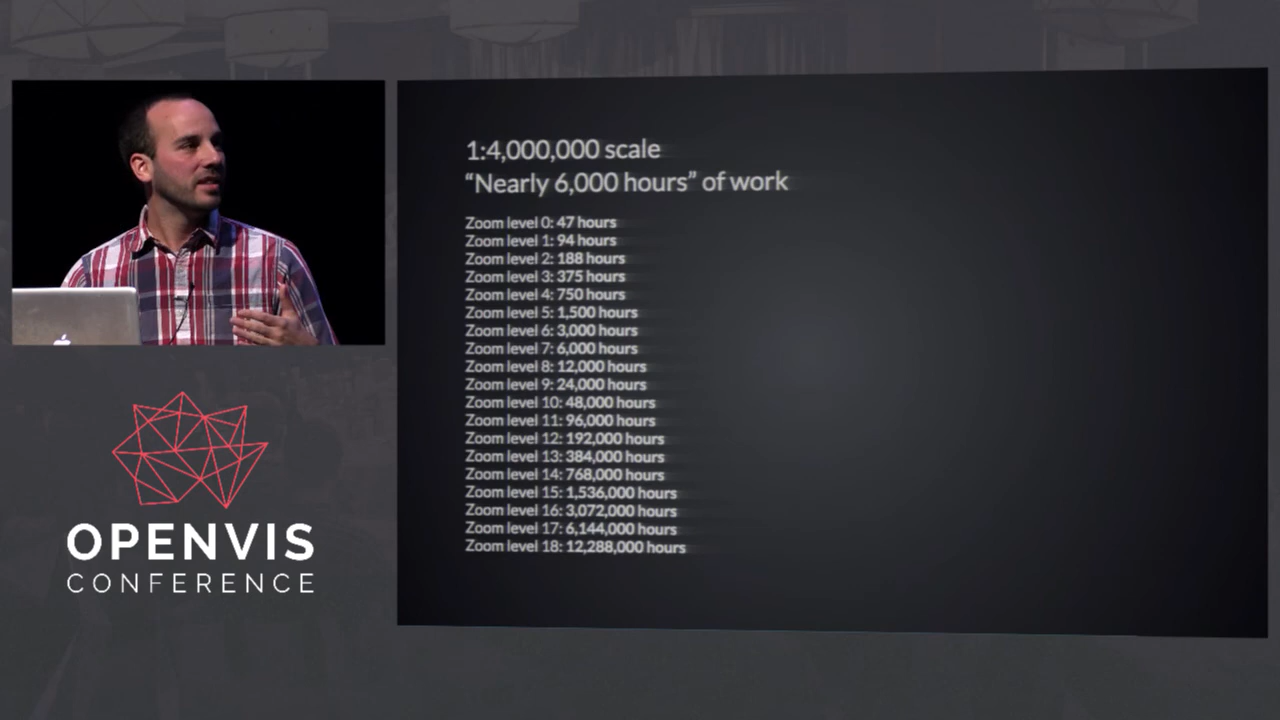 1:4,000,000 scale
“Nearly 6,000 hours” of work
Zoom level 0: 47 hours
Zoom level 1: 94 hours
Zoom level 2: 188 hours
Zoom level 3: 375 hours
Zoom level 4: 750 hours
Zoom level 5: 1,500 hours
Zoom level 6: 3,000 hours
Zoom level 7: 6,000 hours
Zoom level 8: 12,000 hours
Zoom level 9: 24,000 hours
Zoom level 10: 48,000 hours
Zoom level 11: 96,000 hours
Zoom level 12: 192,000 hours
Zoom level 13: 384,000 hours
Zoom level 14: 768,000 hours
Zoom level 15: 1,536,000 hours
Zoom level 16: 3,072,000 hours
Zoom level 17: 6,144,000 hours
Zoom level 18: 12,288,000 hours
OPENVIS
CONFERENCE